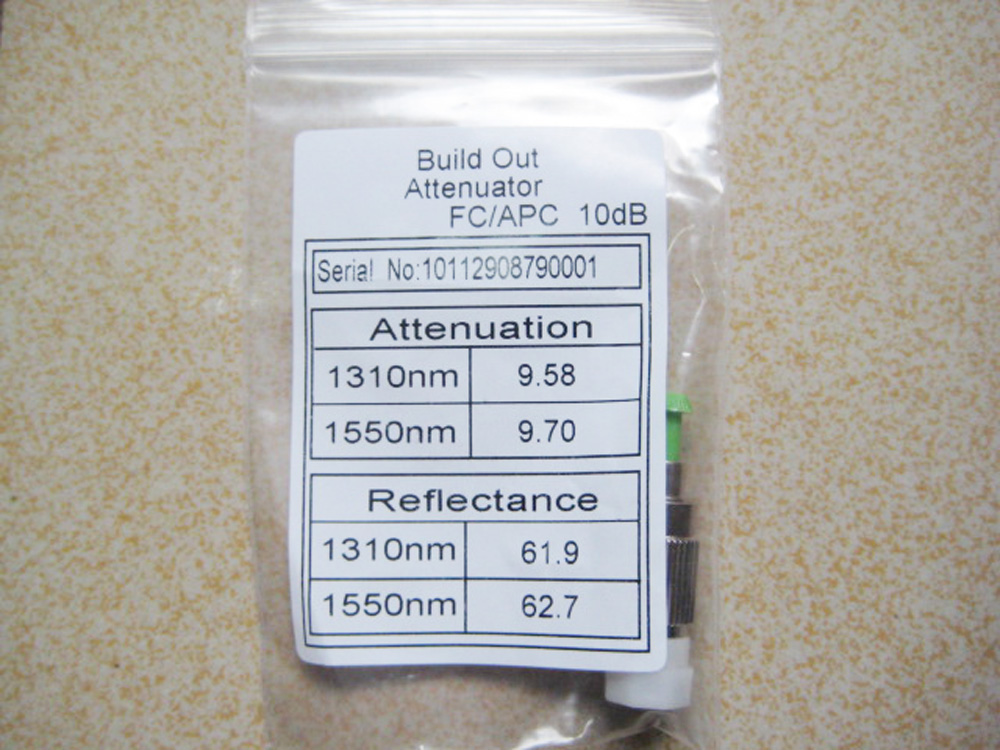 Build Out
Attenuator
FC/APC 10dB
Serial No:10112908790001
Attenuation
1310nm 9.58
1550nm 9.70
Reflectance
1310nm 61.9
1550nm 62.7